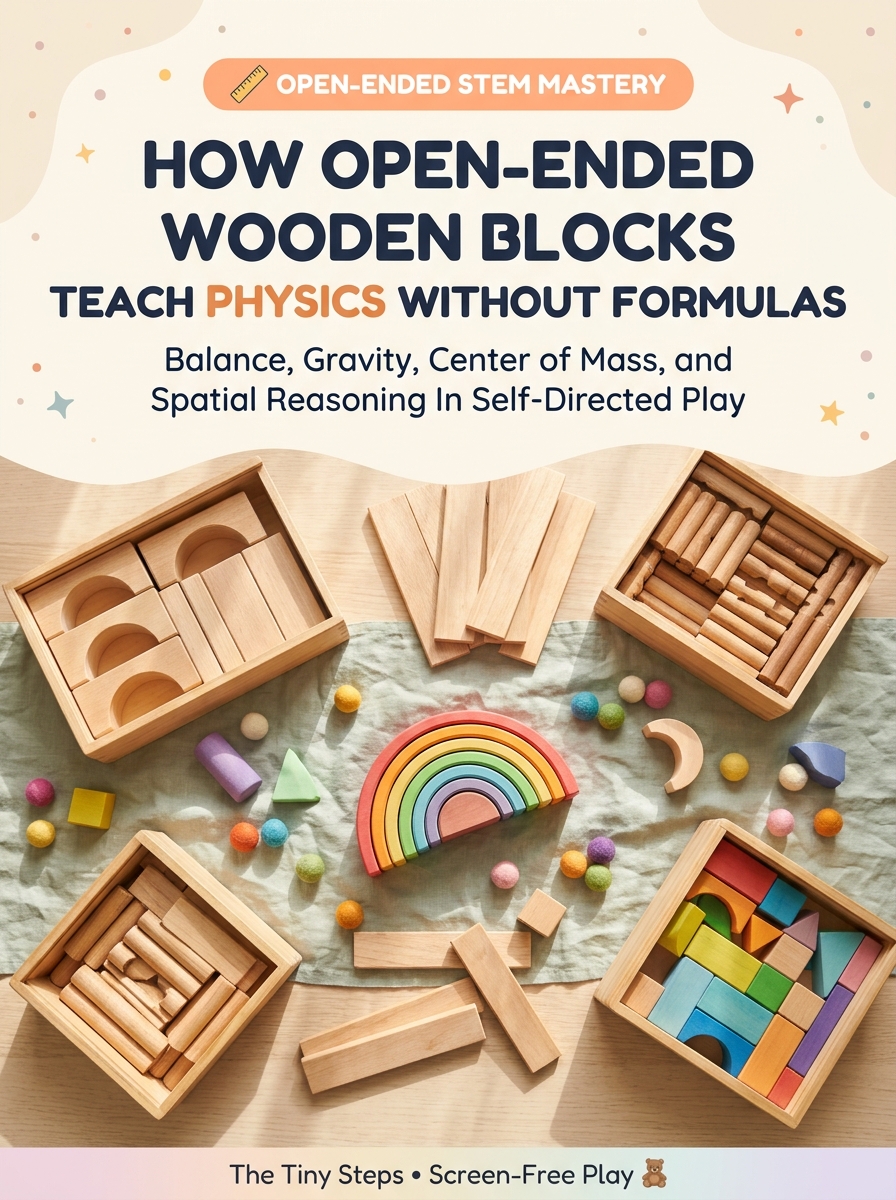 📏 OPEN-ENDED STEM MASTERY
HOW OPEN-ENDED
WOODEN BLOCKS
TEACH PHYSICS WITHOUT FORMULAS
Balance, Gravity, Center of Mass, and
Spatial Reasoning In Self-Directed Play
The Tiny Steps • Screen-Free Play 🧸